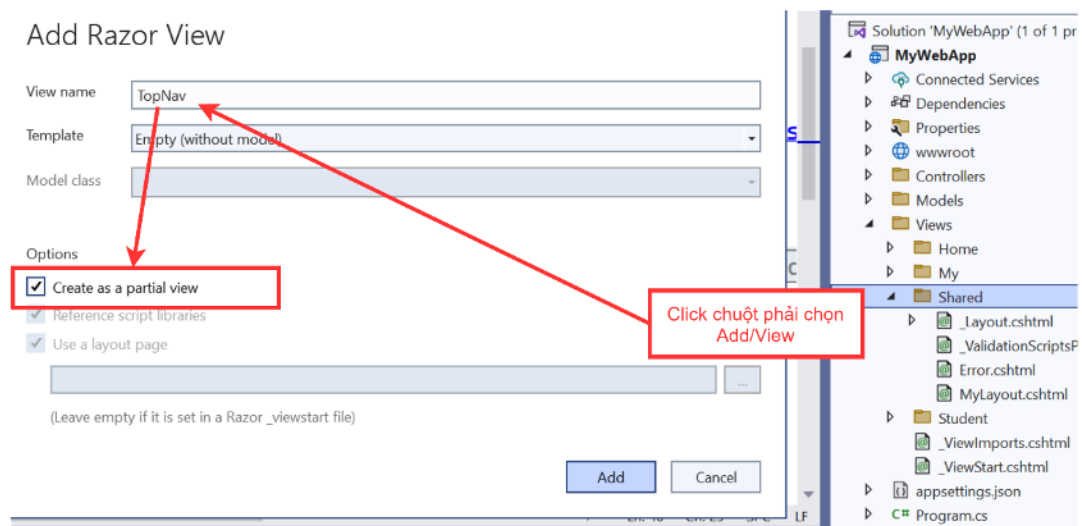 Add Razor View
View name
TopNav
Template
Empty (without model)
Model class
Options
Create as a partial view
Reference script libraries
Use a layout page
...
(Leave empty if it is set in a Razor _viewstart file)
Add
Cancel
Click chuột phải chọn
Add/View
Solution 'MyWebApp' (1 of 1 pr
MyWebApp
Connected Services
Dependencies
Properties
wwwroot
Controllers
Models
Views
Home
My
Shared
_Layout.cshtml
_ValidationScriptsP
Error.cshtml
MyLayout.cshtml
Student
_ViewImports.cshtml
_ViewStart.cshtml
appsettings.json
C# Program.cs
LF